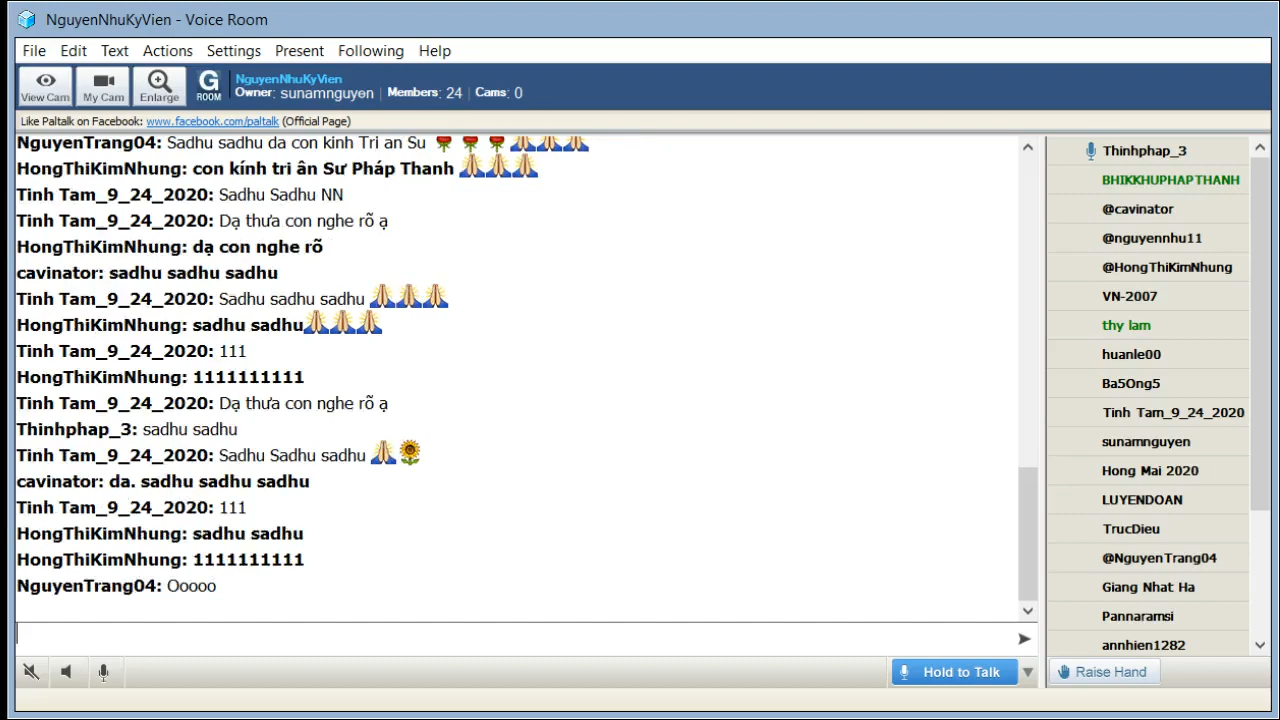 NguyenNhuKyVien - Voice Room
File Edit Text Actions Settings Present Following Help
View Cam My Cam Enlarge G ROOM
NguyenNhuKyVien
Owner: sunamnguyen Members: 24 Cams: 0
Like Paltalk on Facebook: www.facebook.com/paltalk (Official Page)
NguyenTrang04: Sadhu sadhu da con kinh Tri an Su 🌹🌹🌹🙏🙏🙏
HongThiKimNhung: con kính tri ân Sư Pháp Thanh 🙏🙏🙏
Tinh Tam_9_24_2020: Sadhu Sadhu NN
Tinh Tam_9_24_2020: Dạ thưa con nghe rõ ạ
HongThiKimNhung: dạ con nghe rõ
cavinator: sadhu sadhu sadhu
Tinh Tam_9_24_2020: Sadhu sadhu sadhu 🙏🙏🙏
HongThiKimNhung: sadhu sadhu🙏🙏🙏
Tinh Tam_9_24_2020: 111
HongThiKimNhung: 1111111111
Tinh Tam_9_24_2020: Dạ thưa con nghe rõ ạ
Thinhphap_3: sadhu sadhu
Tinh Tam_9_24_2020: Sadhu Sadhu sadhu 🙏🌻
cavinator: da. sadhu sadhu sadhu
Tinh Tam_9_24_2020: 111
HongThiKimNhung: sadhu sadhu
HongThiKimNhung: 1111111111
NguyenTrang04: Ooooo
Hold to Talk
Thinhphap_3
BHIKKHUPHAPTHANH
@cavinator
@nguyennhu11
@HongThiKimNhung
VN-2007
thy lam
huanle00
Ba5Ong5
Tinh Tam_9_24_2020
sunamnguyen
Hong Mai 2020
LUYENDOAN
TrucDieu
@NguyenTrang04
Giang Nhat Ha
Pannaramsi
annhien1282
Raise Hand